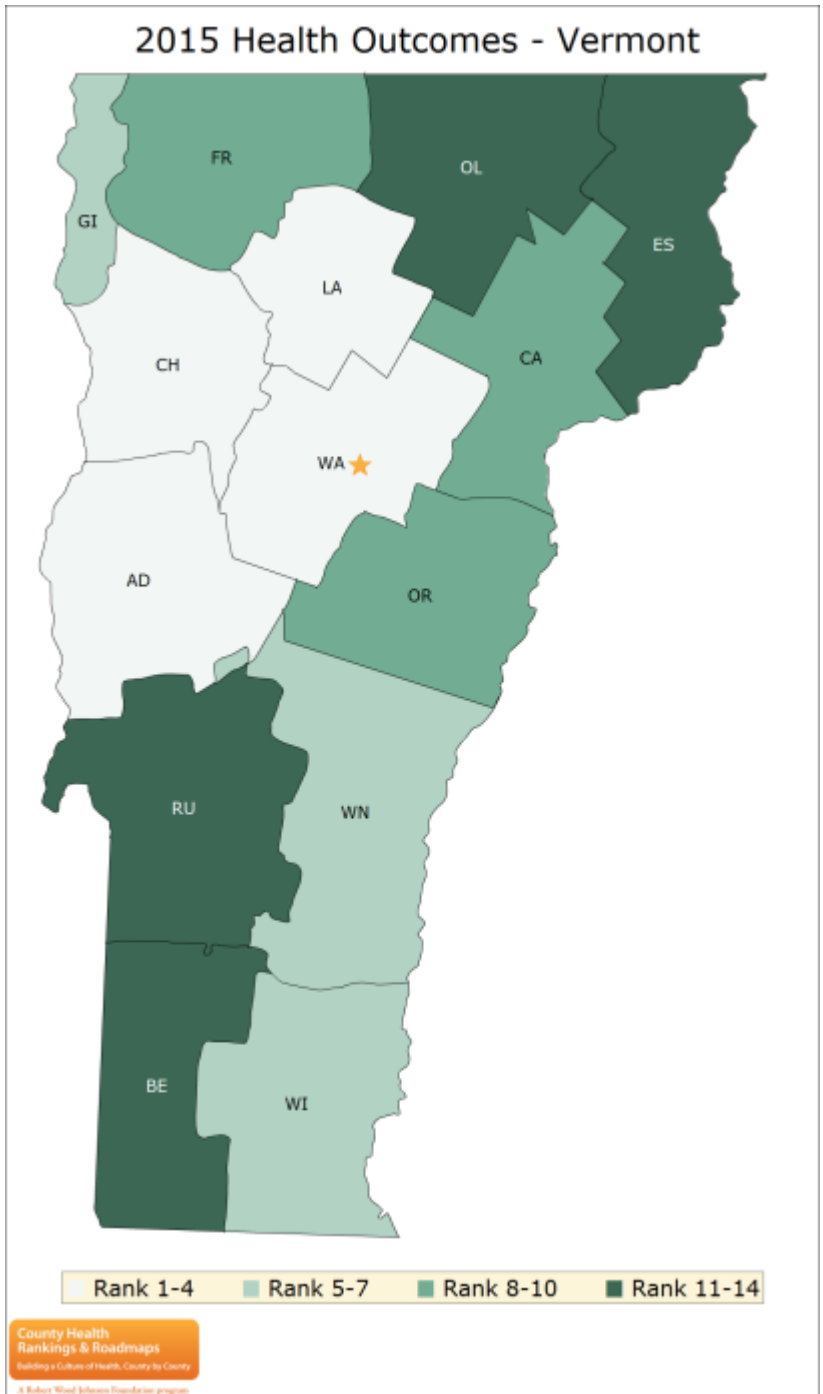 2015 Health Outcomes - Vermont
FR
OL
GI
ES
LA
CH
CA
WA
AD
OR
RU
WN
BE
WI
Rank 1-4 Rank 5-7 Rank 8-10 Rank 11-14
County Health
Rankings & Roadmaps
Building a Culture of Health, County by County
A Robert Wood Johnson Foundation program